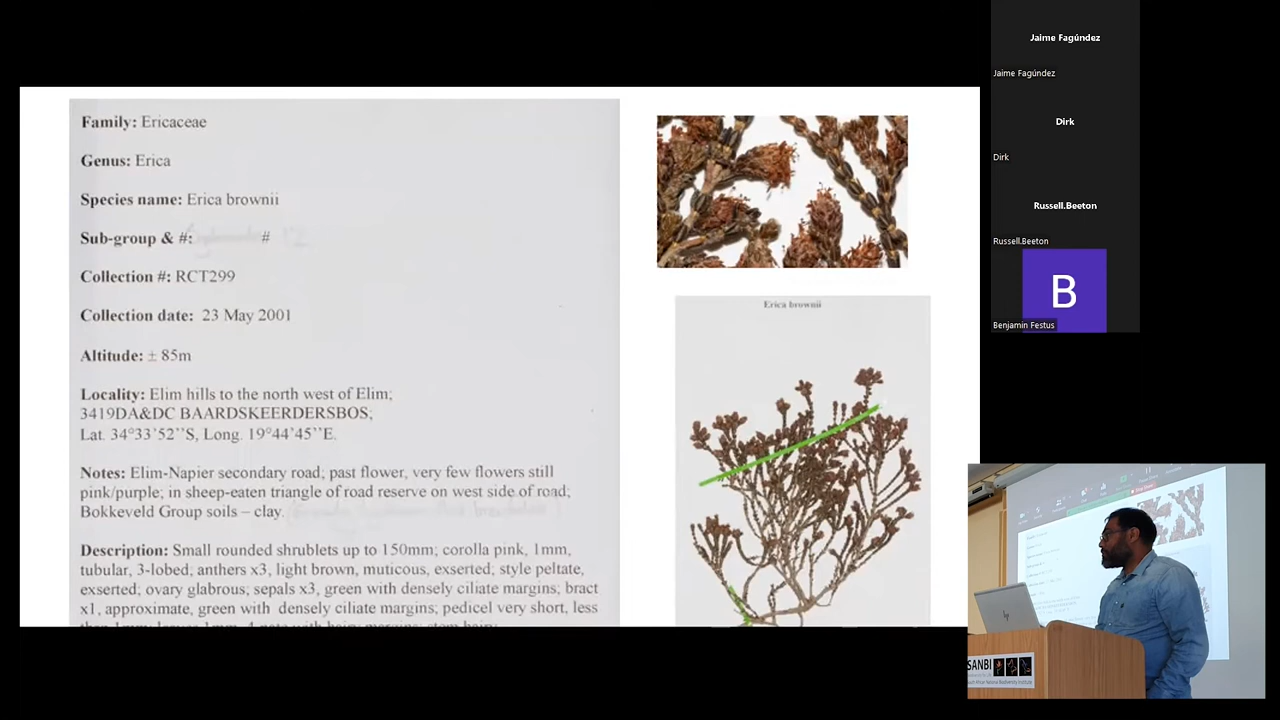 Family: Ericaceae
Genus: Erica
Species name: Erica brownii
Sub-group & #: #
Collection #: RCT299
Collection date: 23 May 2001
Altitude: ± 85m
Locality: Elim hills to the north west of Elim;
3419DA&DC BAARDSKEERDERSBOS;
Lat. 34°33’52’’S, Long. 19°44’45’’E.
Notes: Elim-Napier secondary road; past flower, very few flowers still
pink/purple; in sheep-eaten triangle of road reserve on west side of road;
Bokkeveld Group soils – clay.
Description: Small rounded shrublets up to 150mm; corolla pink, 1mm,
tubular, 3-lobed; anthers x3, light brown, muticous, exserted; style peltate,
exserted; ovary glabrous; sepals x3, green with densely ciliate margins; bract
x1, approximate, green with densely ciliate margins; pedicel very short, less
Erica brownii
Jaime Fagúndez
Jaime Fagúndez
Dirk
Dirk
Russell.Beeton
Russell.Beeton
B
Benjamin Festus
SANBI